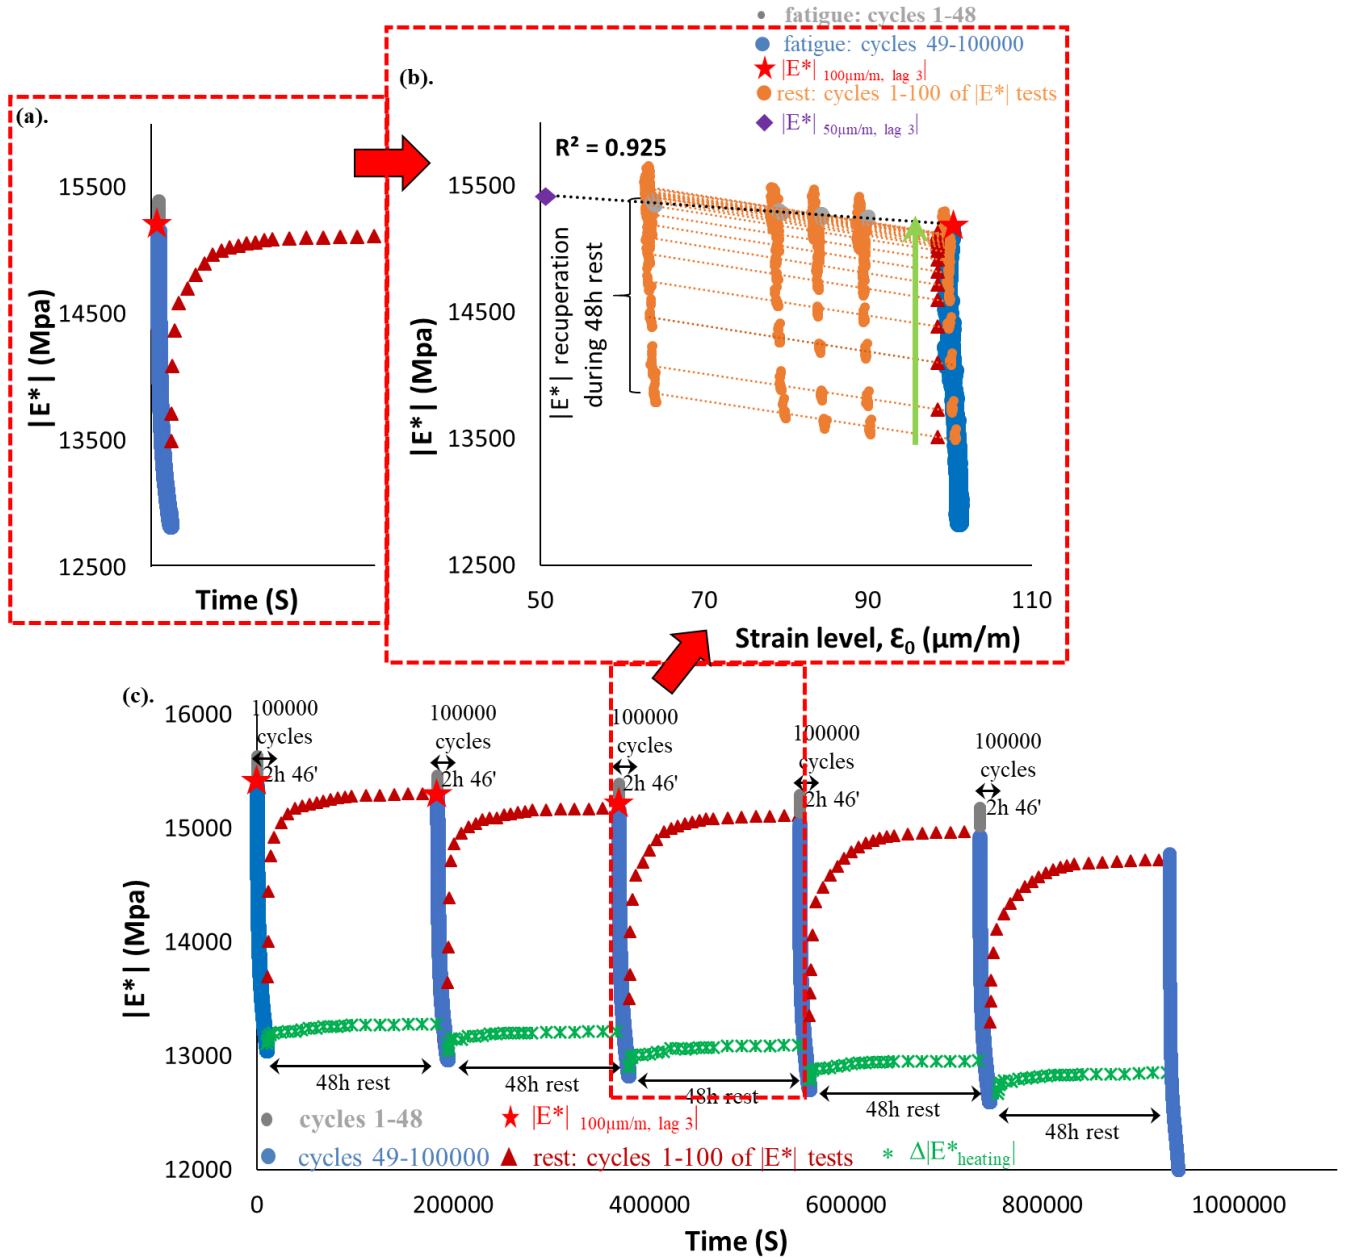 fatigue: cycles 1-48
fatigue: cycles 49-100000
|E*| 100μm/m, lag 3|
rest: cycles 1-100 of |E*| tests
|E*| 50μm/m, lag 3|
(b).
(a).
R² = 0.925
15500
14500
13500
12500
|E*| (Mpa)
Time (S)
15500
14500
13500
12500
|E*| (Mpa)
|E*| recuperation
during 48h rest
50
70
90
110
Strain level, Ɛ0 (μm/m)
(c).
16000
15000
14000
13000
12000
|E*| (Mpa)
100000
cycles
2h 46'
100000
cycles
2h 46'
100000
cycles
2h 46'
100000
cycles
2h 46'
100000
cycles
2h 46'
48h rest
48h rest
48h rest
48h rest
48h rest
cycles 1-48
|E*| 100μm/m, lag 3|
cycles 49-100000
rest: cycles 1-100 of |E*| tests
Δ|E*heating|
0
200000
400000
600000
800000
1000000
Time (S)